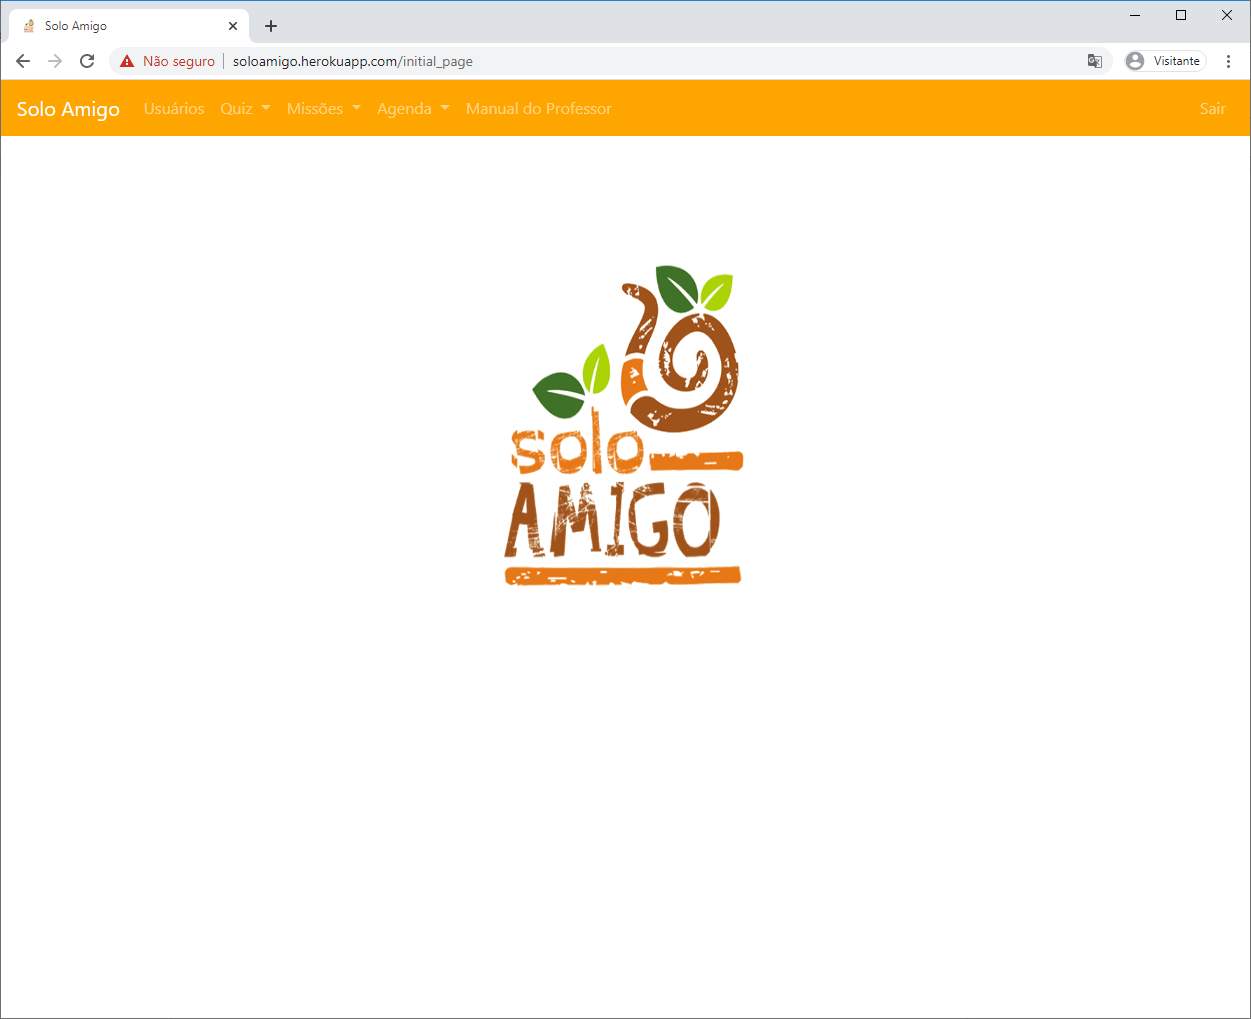 Solo Amigo
Não seguro soloamigo.herokuapp.com/initial_page Visitante
Solo Amigo Usuários Quiz Missões Agenda Manual do Professor Sair
solo
AMIGO